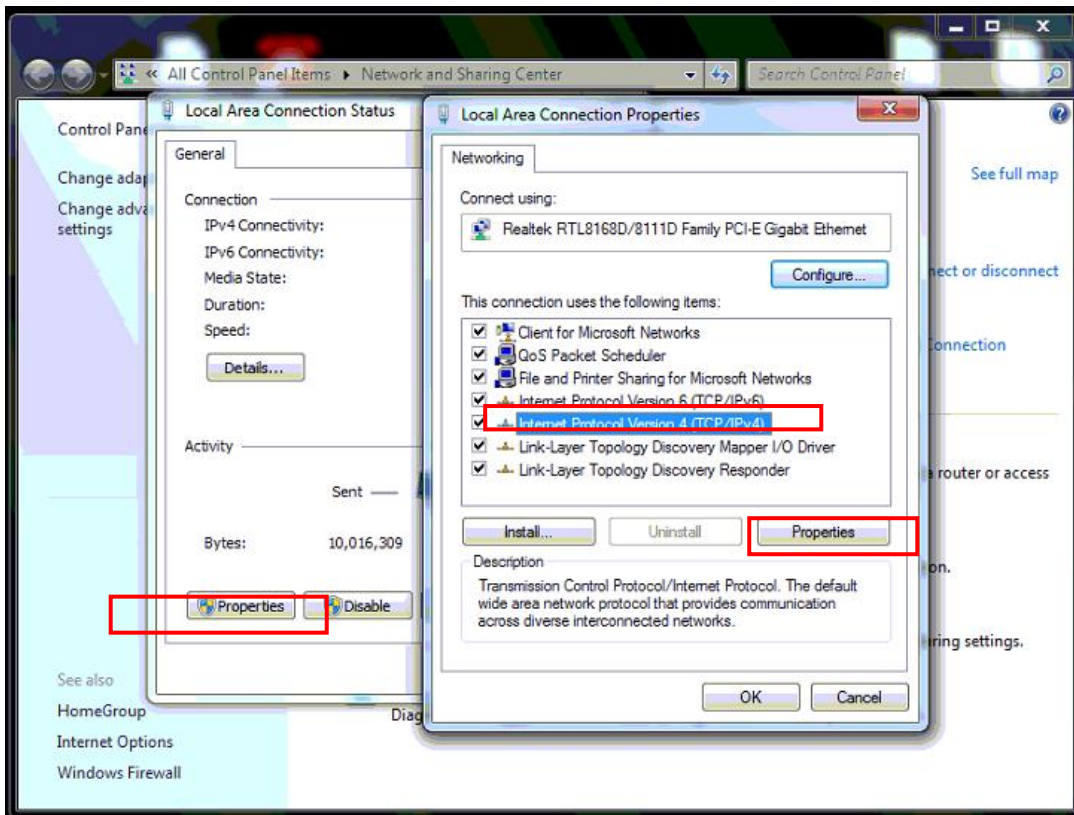 « All Control Panel Items ▸ Network and Sharing Center
Search Control Panel
Control Pane
Change adap
Change adva
settings
See also
HomeGroup
Internet Options
Windows Firewall
Local Area Connection Status
General
Connection
IPv4 Connectivity:
IPv6 Connectivity:
Media State:
Duration:
Speed:
Details...
Activity
Sent
Bytes: 10,016,309
Properties
Disable
Diag
Local Area Connection Properties
Networking
Connect using:
Realtek RTL8168D/8111D Family PCI-E Gigabit Ethernet
Configure...
This connection uses the following items:
Client for Microsoft Networks
QoS Packet Scheduler
File and Printer Sharing for Microsoft Networks
Internet Protocol Version 6 (TCP/IPv6)
Internet Protocol Version 4 (TCP/IPv4)
Link-Layer Topology Discovery Mapper I/O Driver
Link-Layer Topology Discovery Responder
Install...
Uninstall
Properties
Description
Transmission Control Protocol/Internet Protocol. The default
wide area network protocol that provides communication
across diverse interconnected networks.
OK
Cancel
See full map
nect or disconnect
Connection
a router or access
on.
ring settings.